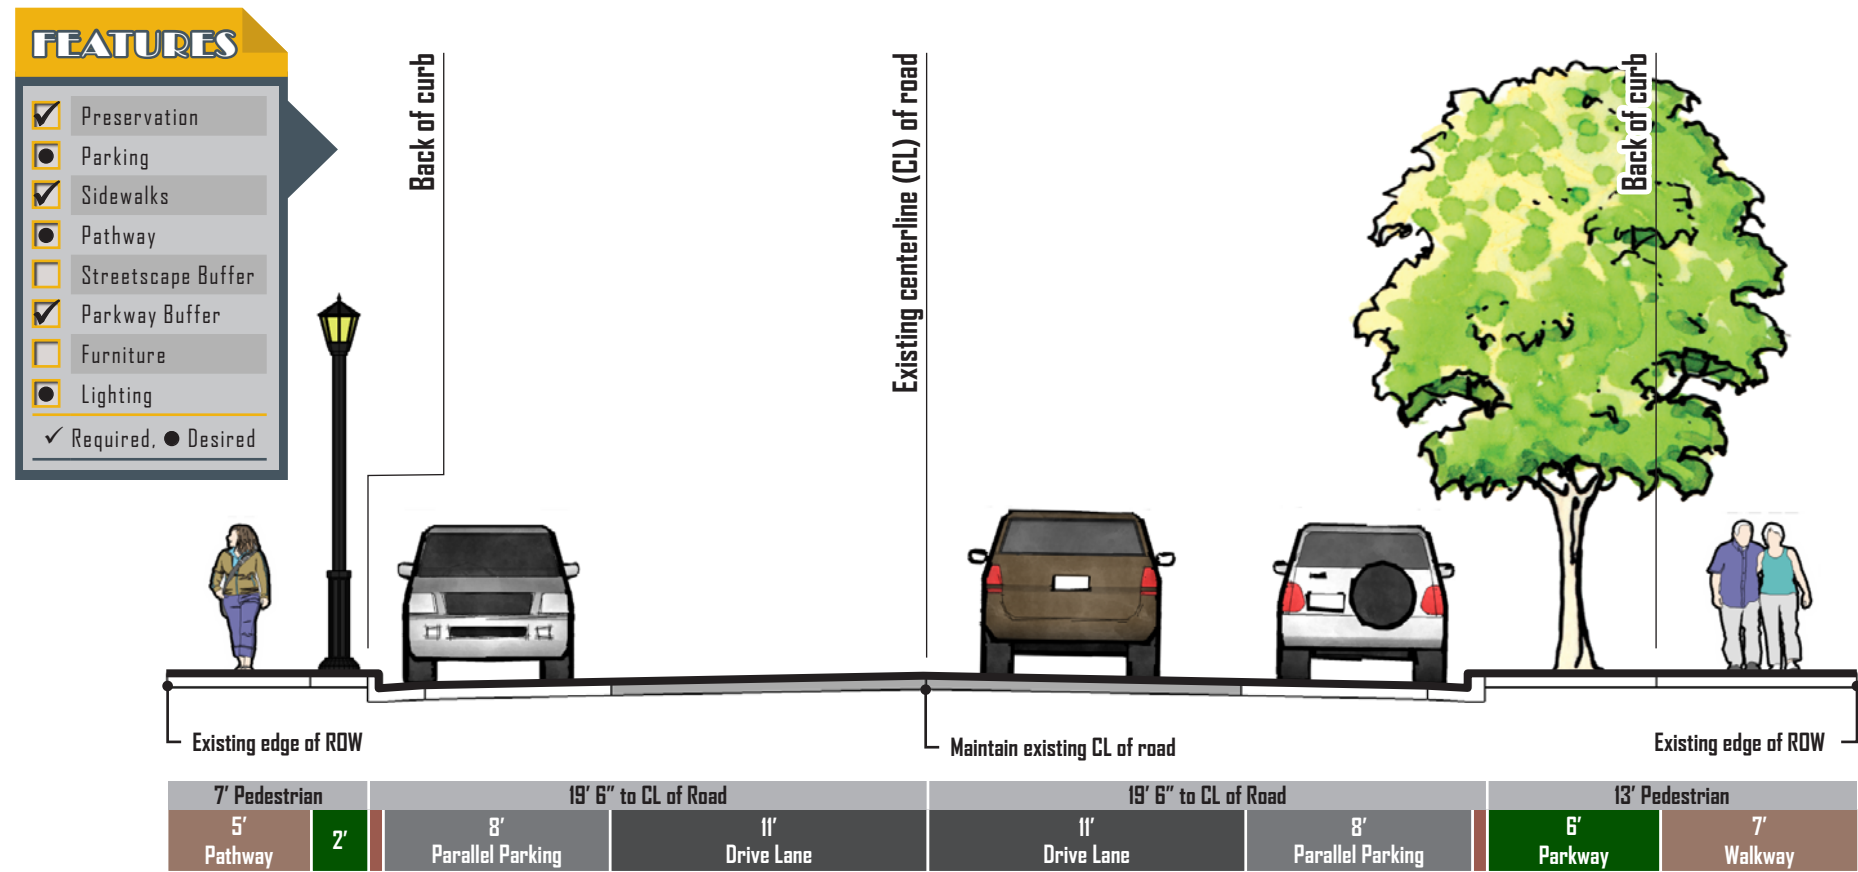 FEATURES
Preservation
Parking
Sidewalks
Pathway
Streetscape Buffer
Parkway Buffer
Furniture
Lighting
✓ Required, ● Desired
Back of curb
Existing centerline (CL) of road
Back of curb
Existing edge of ROW
Maintain existing CL of road
Existing edge of ROW
7' Pedestrian
19' 6" to CL of Road
19' 6" to CL of Road
13' Pedestrian
5'
Pathway
2'
8'
Parallel Parking
11'
Drive Lane
11'
Drive Lane
8'
Parallel Parking
6'
Parkway
7'
Walkway